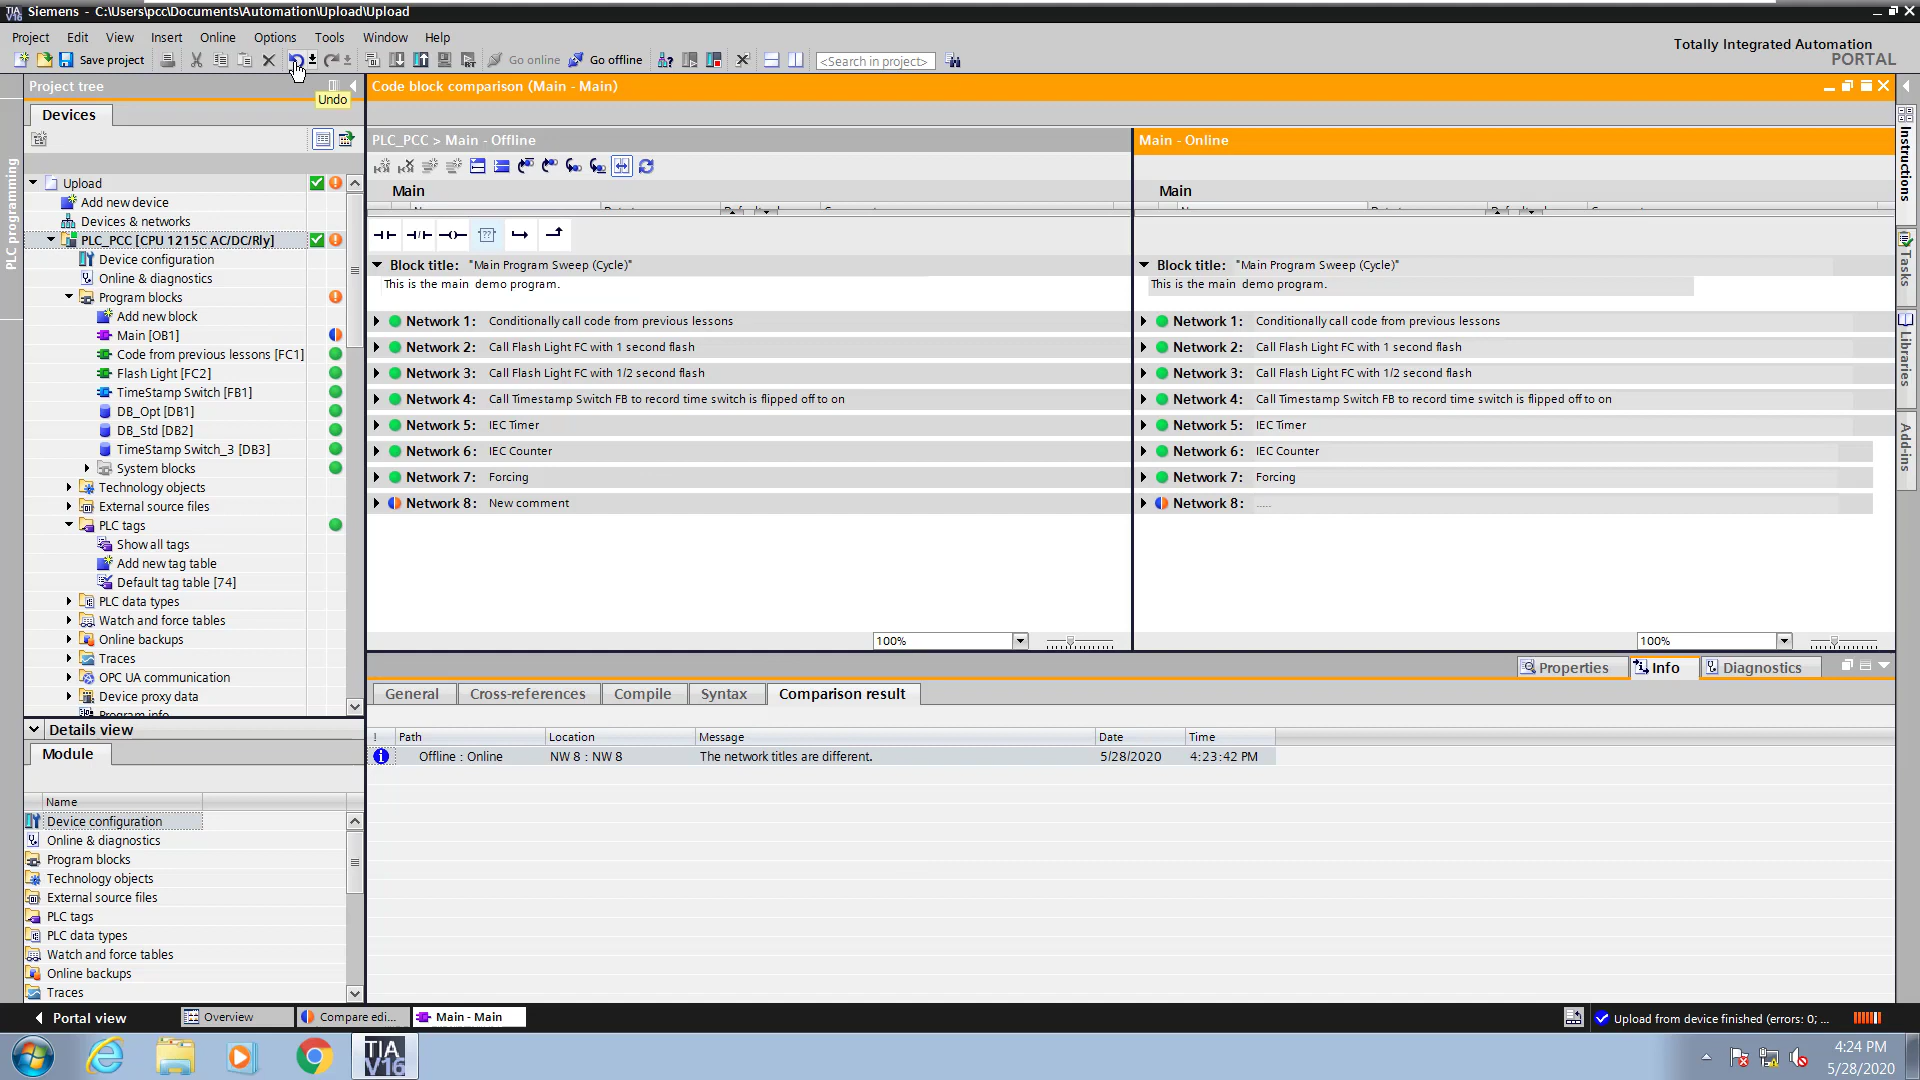 Siemens - C:\Users\pcc\Documents\Automation\Upload\Upload
TIA V16
Project Edit View Insert Online Options Tools Window Help
Totally Integrated Automation
PORTAL
Save project
Go online
Go offline
<Search in project>
Undo
Project tree
Devices
PLC programming
Upload
Add new device
Devices & networks
PLC_PCC [CPU 1215C AC/DC/Rly]
Device configuration
Online & diagnostics
Program blocks
Add new block
Main [OB1]
Code from previous lessons [FC1]
Flash Light [FC2]
TimeStamp Switch [FB1]
DB_Opt [DB1]
DB_Std [DB2]
TimeStamp Switch_3 [DB3]
System blocks
Technology objects
External source files
PLC tags
Show all tags
Add new tag table
Default tag table [74]
PLC data types
Watch and force tables
Online backups
Traces
OPC UA communication
Device proxy data
Program info
Details view
Module
Name
Device configuration
Online & diagnostics
Program blocks
Technology objects
External source files
PLC tags
PLC data types
Watch and force tables
Online backups
Traces
Code block comparison (Main - Main)
PLC_PCC > Main - Offline
Main
Block title: "Main Program Sweep (Cycle)"
This is the main demo program.
Network 1: Conditionally call code from previous lessons
Network 2: Call Flash Light FC with 1 second flash
Network 3: Call Flash Light FC with 1/2 second flash
Network 4: Call Timestamp Switch FB to record time switch is flipped off to on
Network 5: IEC Timer
Network 6: IEC Counter
Network 7: Forcing
Network 8: New comment
100%
Main - Online
Main
Block title: "Main Program Sweep (Cycle)"
This is the main demo program.
Network 1: Conditionally call code from previous lessons
Network 2: Call Flash Light FC with 1 second flash
Network 3: Call Flash Light FC with 1/2 second flash
Network 4: Call Timestamp Switch FB to record time switch is flipped off to on
Network 5: IEC Timer
Network 6: IEC Counter
Network 7: Forcing
Network 8: .....
100%
Instructions
Tasks
Libraries
Add-ins
Properties Info Diagnostics
General Cross-references Compile Syntax Comparison result
! Path Location Message Date Time
Offline : Online NW 8 : NW 8 The network titles are different. 5/28/2020 4:23:42 PM
Portal view
Overview
Compare edi...
Main - Main
Upload from device finished (errors: 0; ...
TIA V16
4:24 PM
5/28/2020